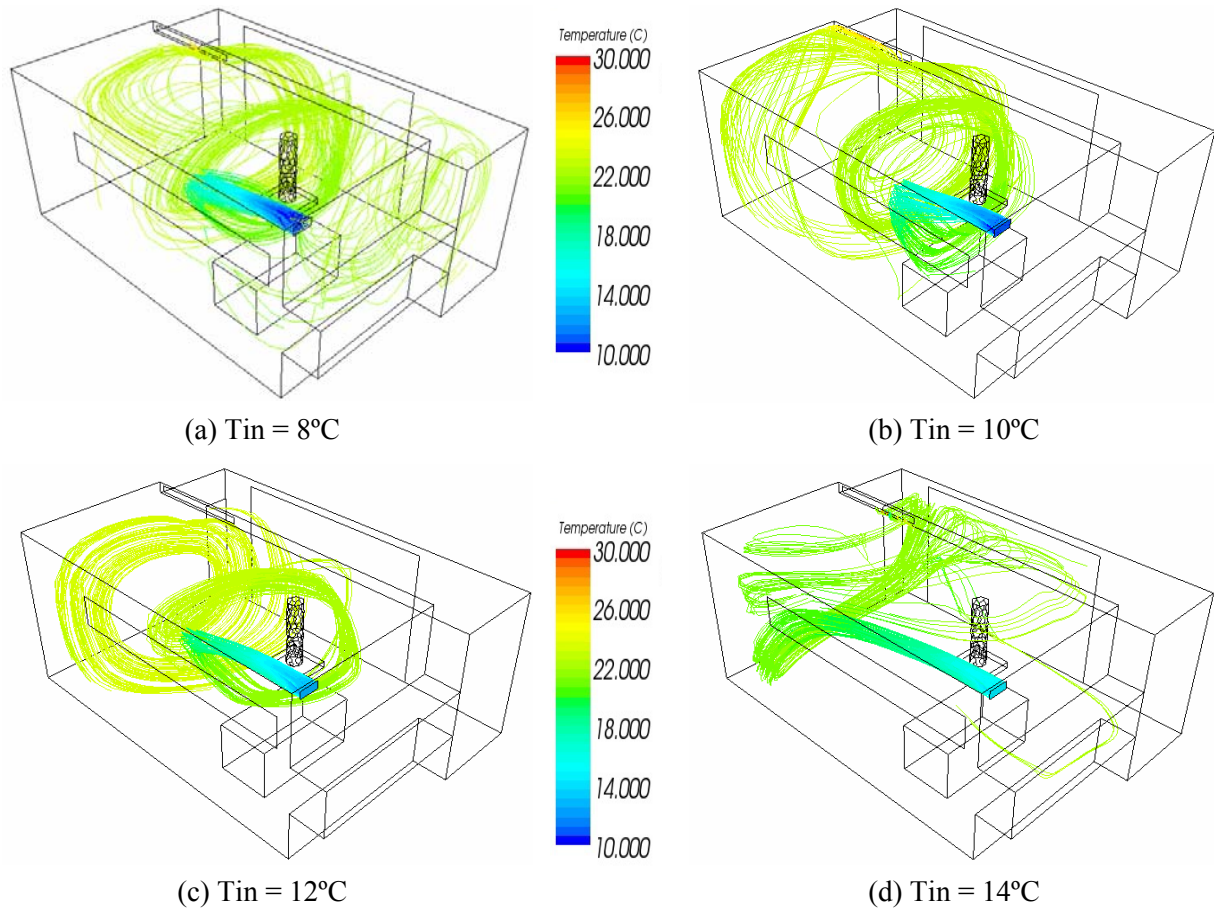 Temperature (C)
30.000
26.000
22.000
18.000
14.000
10.000
(a) Tin = 8ºC
(b) Tin = 10ºC
Temperature (C)
30.000
26.000
22.000
18.000
14.000
10.000
(c) Tin = 12ºC
(d) Tin = 14ºC